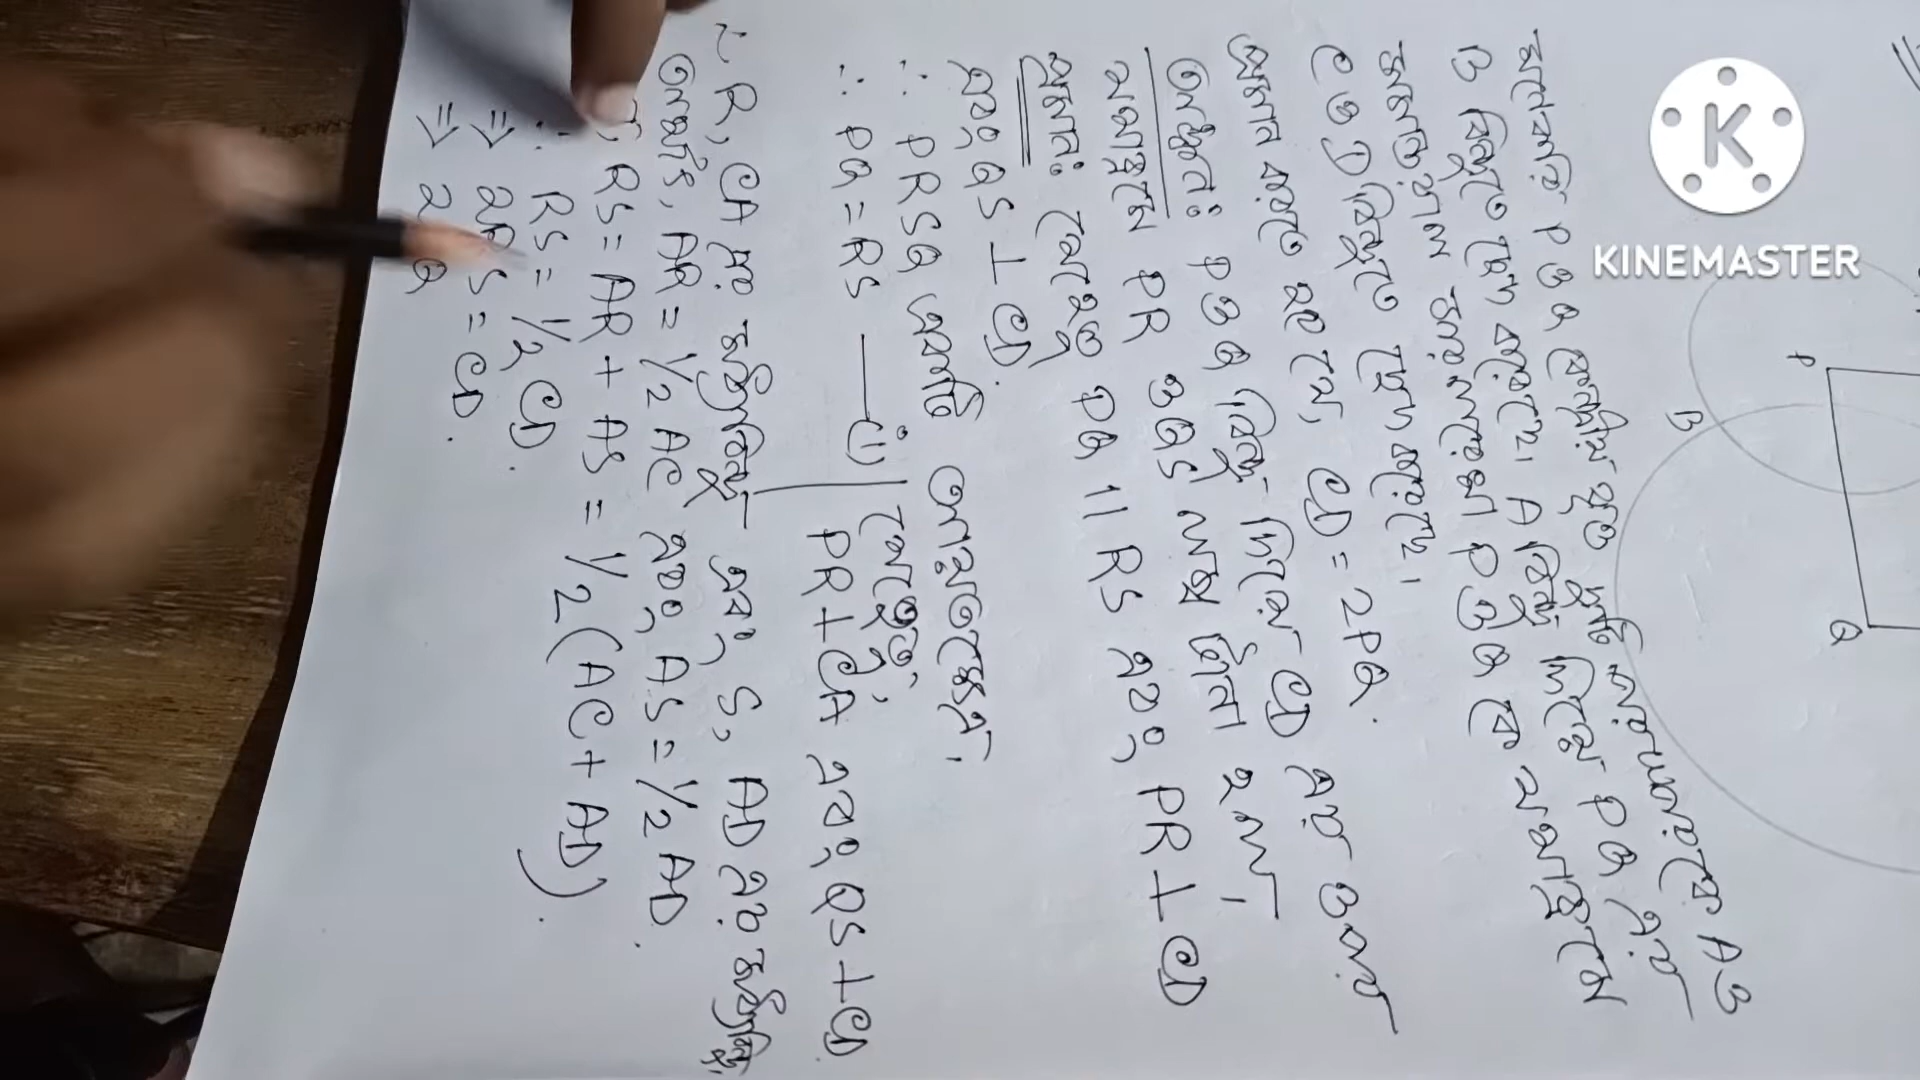 মনেকরি P ও Q কেন্দ্রীয় বৃত্ত দুটি পরস্পরকে A ও
B বিন্দুতে ছেদ করেছে। A বিন্দু দিয়ে PQ এর
সমান্তরাল সরলরেখা P ও Q কে যথাক্রমে
C ও D বিন্দুতে ছেদ করেছে।
প্রমাণ করতে হবে যে, CD = 2PQ.
অঙ্কন: P ও Q বিন্দু দিয়ে CD এর ওপর
যথাক্রমে PR ও QS লম্ব টানা হল।
প্রমাণ: যেহেতু PQ || RS এবং, PR ⊥ CD
এবং, QS ⊥ CD.
∴ PRSQ একটি আয়তক্ষেত্র।
∴ PQ = RS —— (i)
যেহেতু,
PR ⊥ CA এবং, QS ⊥ CD
∴ R, CA এর মধ্যবিন্দু এবং, S, AD এর মধ্যবিন্দু,
অর্থাৎ, AR = 1/2 AC এবং, AS = 1/2 AD.
RS = AR + AS = 1/2 (AC + AD).
∴ RS = 1/2 CD.
⇒ 2RS = CD.
⇒ 2 Q
P
B
Q
K
KINEMASTER